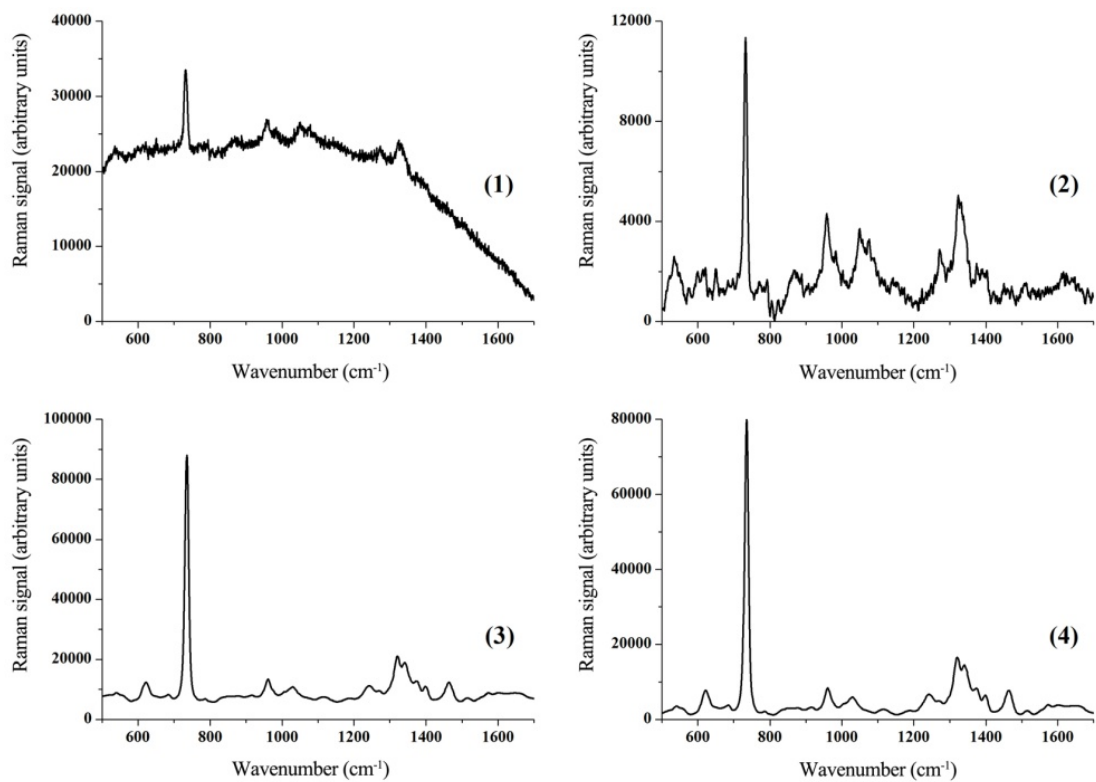 40000
30000
20000
10000
0
600 800 1000 1200 1400 1600
Raman signal (arbitrary units)
Wavenumber (cm⁻¹)
(1)
12000
8000
4000
0
600 800 1000 1200 1400 1600
Raman signal (arbitrary units)
Wavenumber (cm⁻¹)
(2)
100000
80000
60000
40000
20000
0
600 800 1000 1200 1400 1600
Raman signal (arbitrary units)
Wavenumber (cm⁻¹)
(3)
80000
60000
40000
20000
0
600 800 1000 1200 1400 1600
Raman signal (arbitrary units)
Wavenumber (cm⁻¹)
(4)